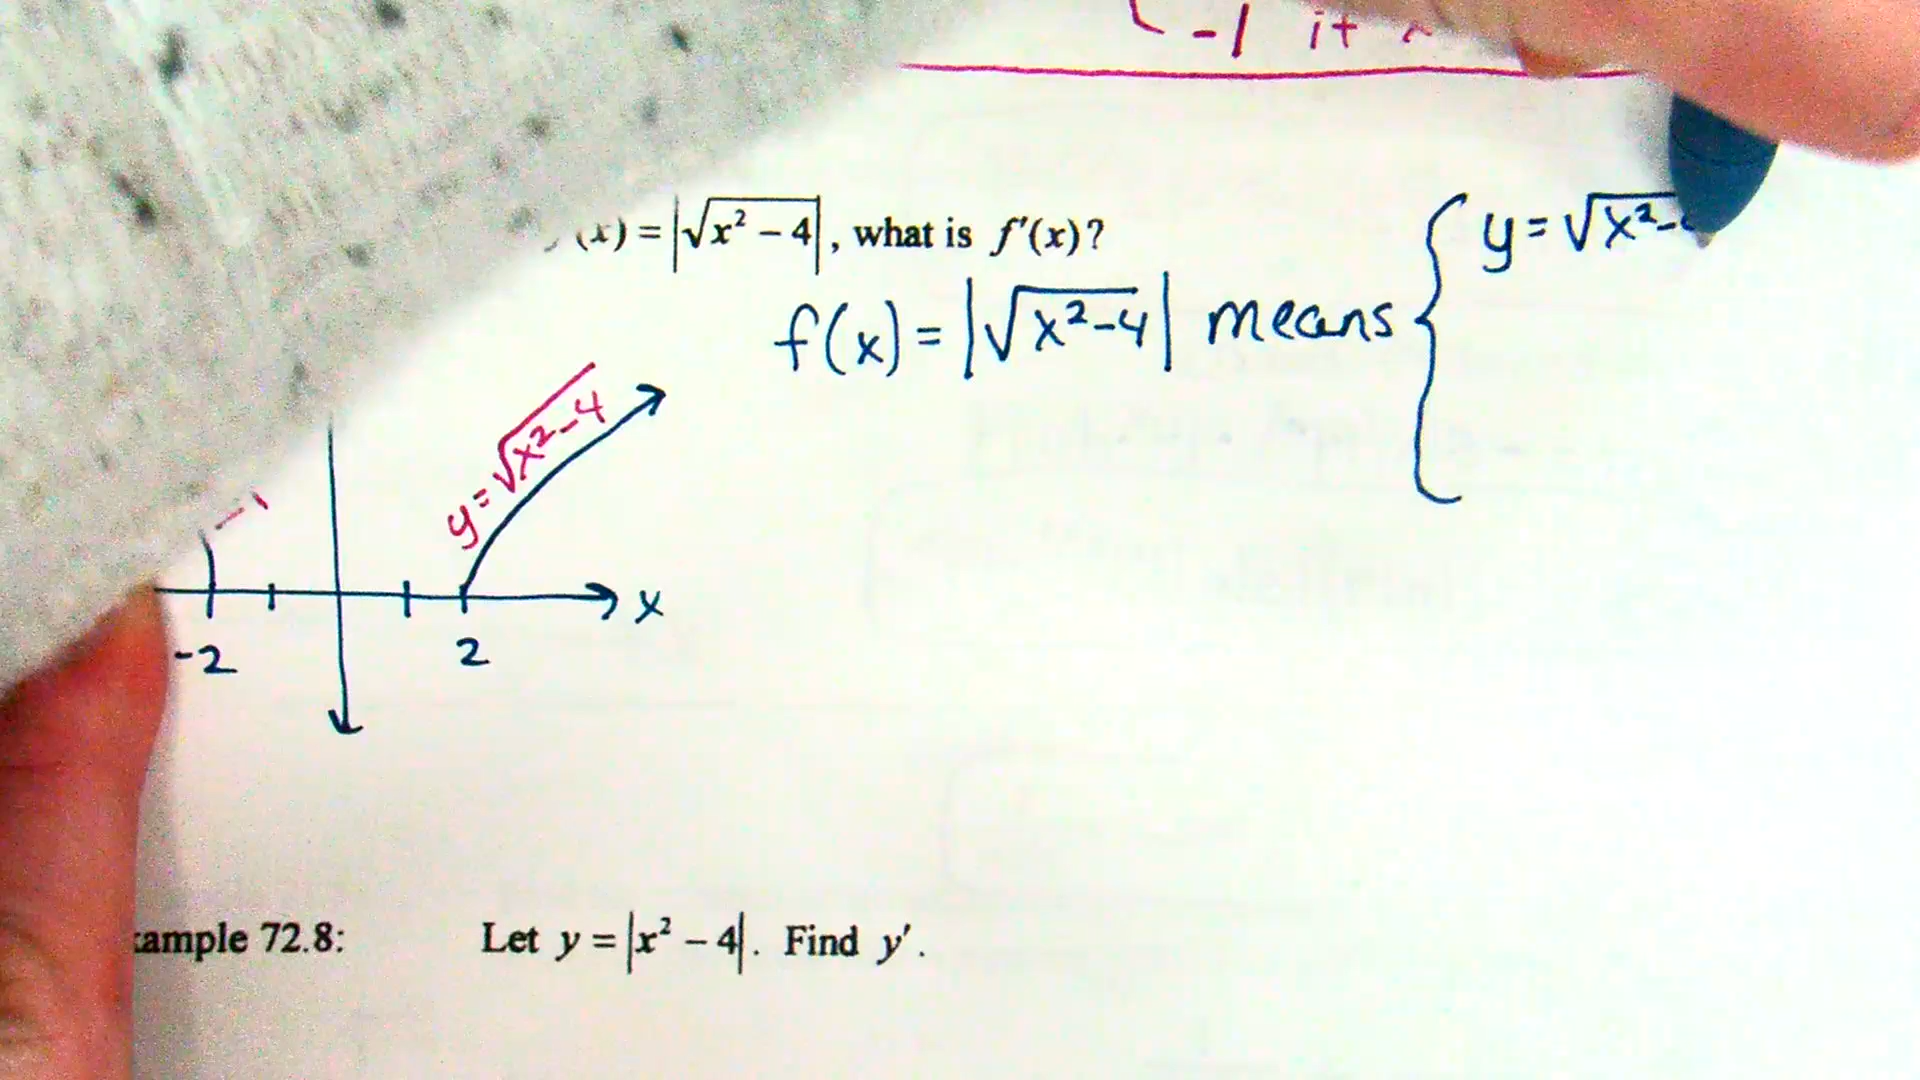 -1 if
(x) = |√x² – 4|, what is f′(x)?
y = √x²-
f(x) = |√x²-4| means {
y = √x²-4
-1
x
-2
2
ample 72.8: Let y = |x² – 4|. Find y′.